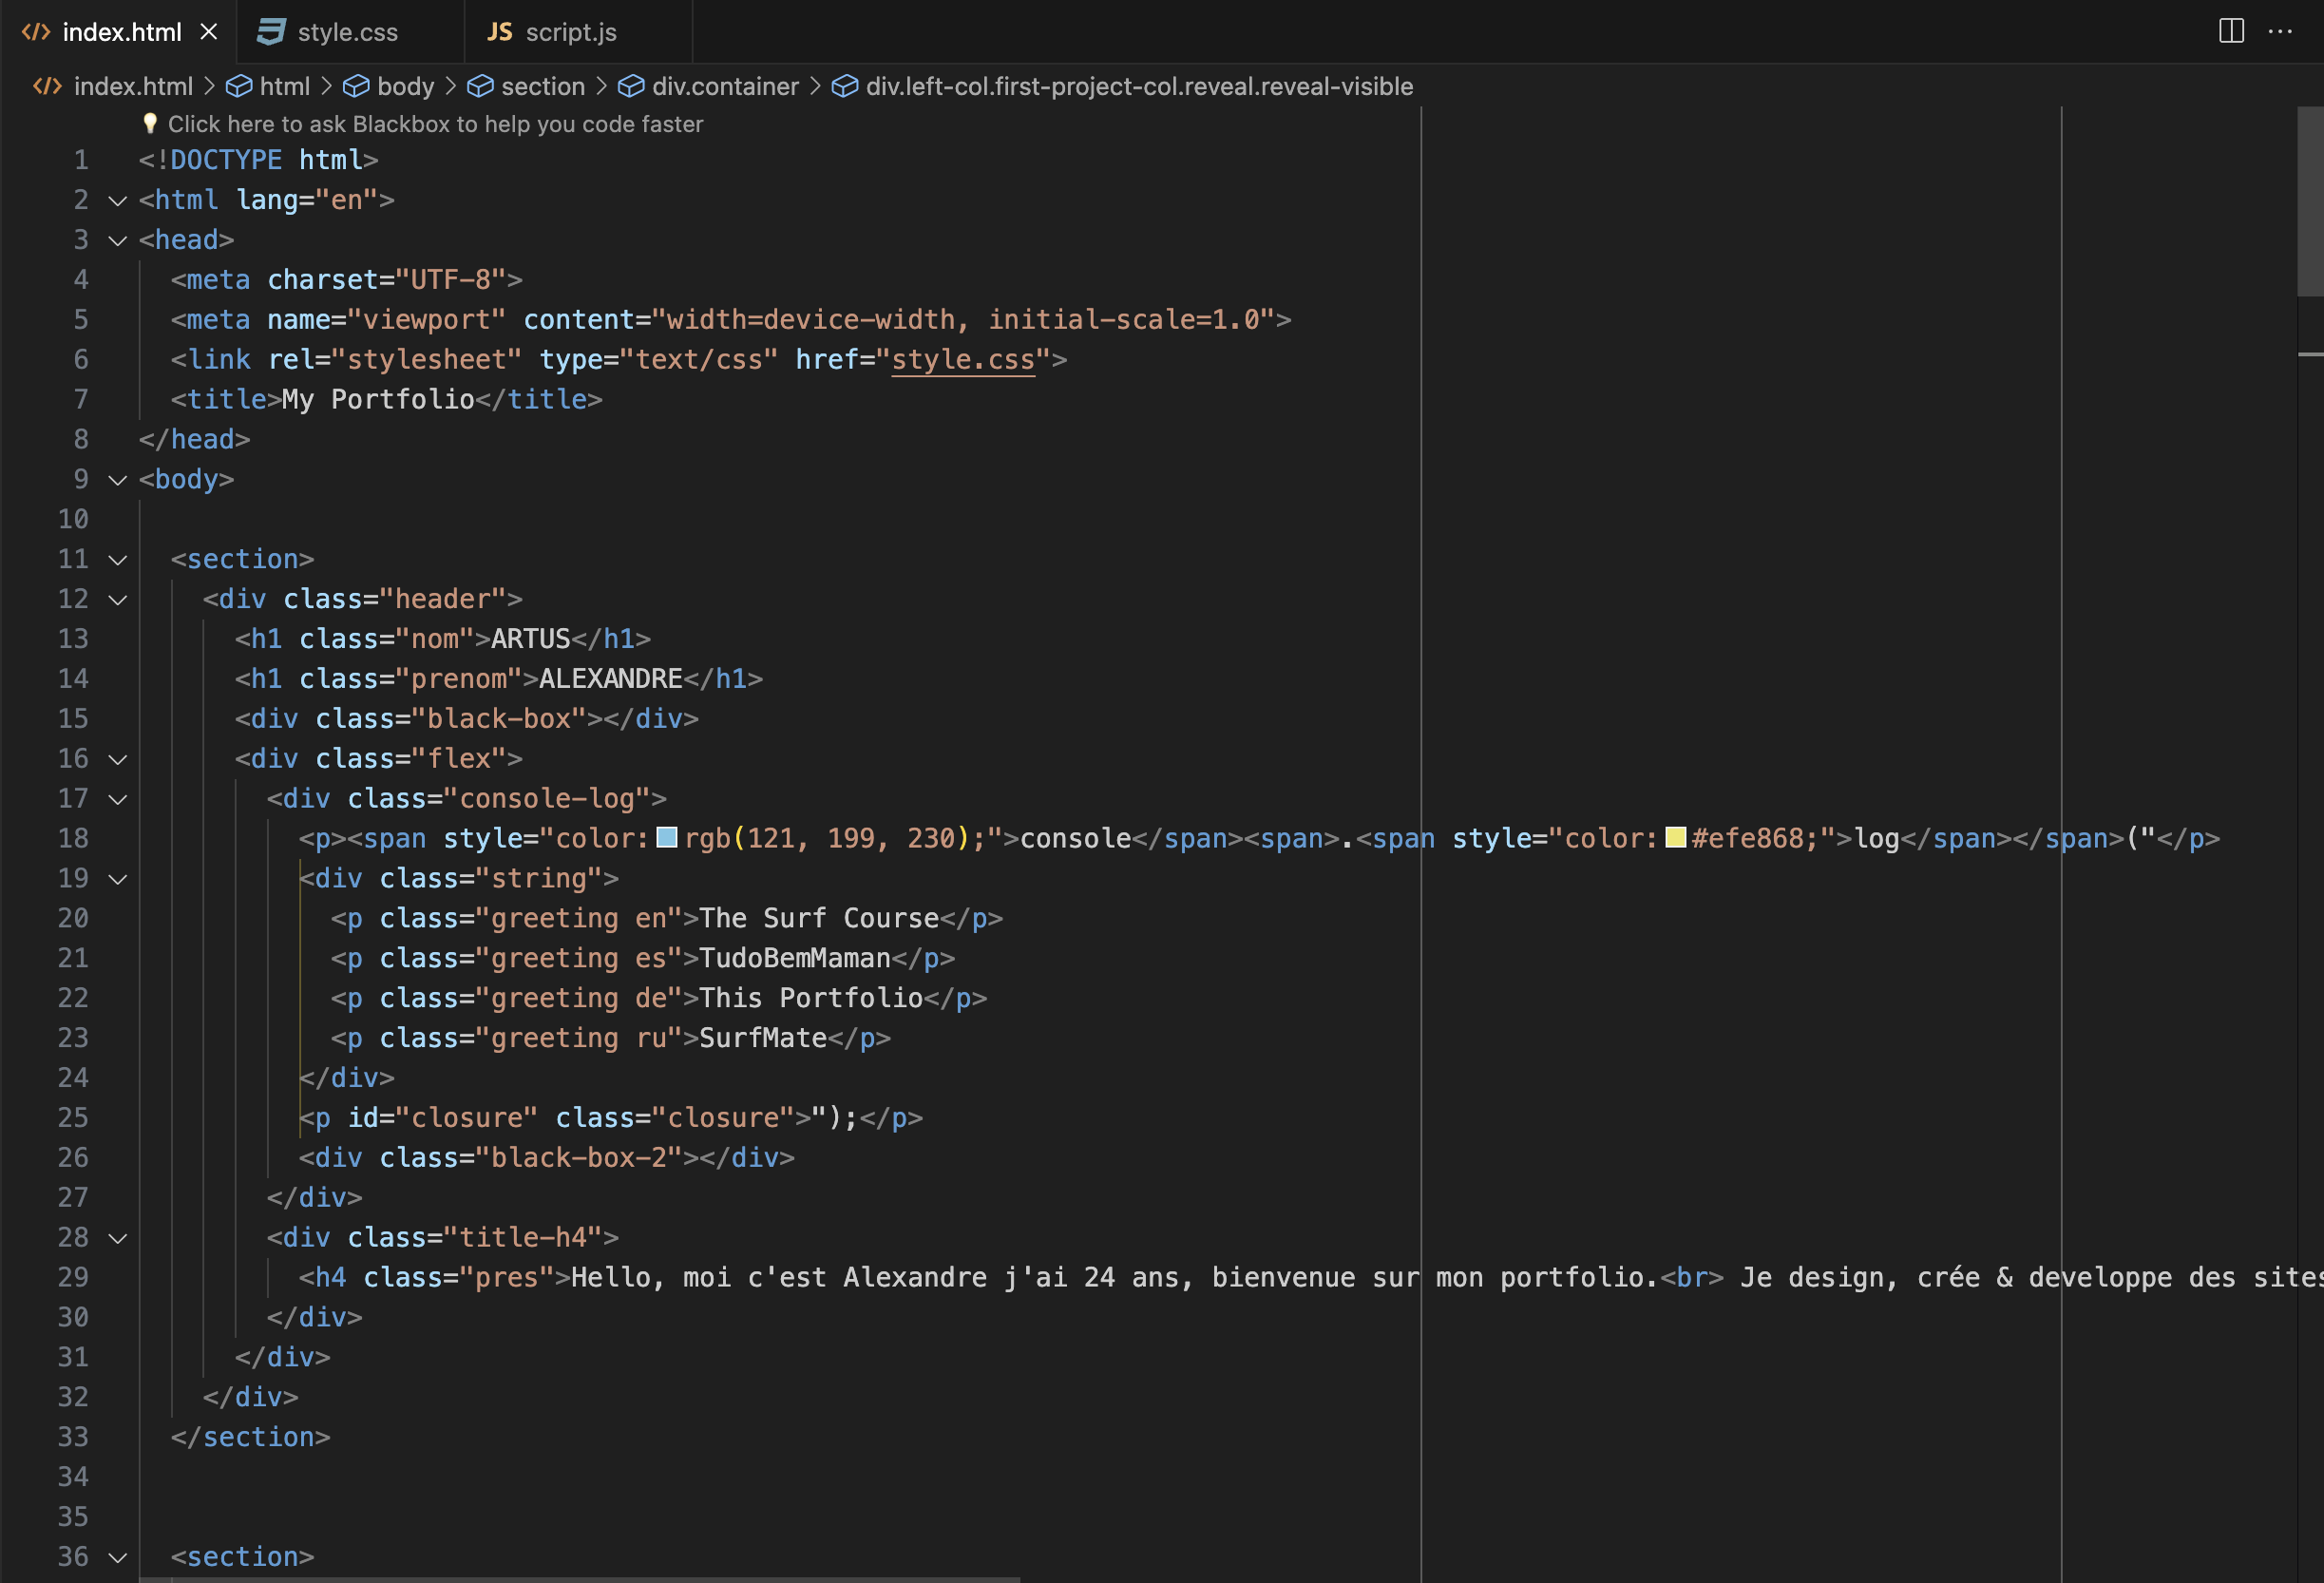 index.html
style.css
JS script.js
index.html > html > body > section > div.container > div.left-col.first-project-col.reveal.reveal-visible
Click here to ask Blackbox to help you code faster
1 <!DOCTYPE html>
2 <html lang="en">
3 <head>
4 <meta charset="UTF-8">
5 <meta name="viewport" content="width=device-width, initial-scale=1.0">
6 <link rel="stylesheet" type="text/css" href="style.css">
7 <title>My Portfolio</title>
8 </head>
9 <body>
10
11 <section>
12 <div class="header">
13 <h1 class="nom">ARTUS</h1>
14 <h1 class="prenom">ALEXANDRE</h1>
15 <div class="black-box"></div>
16 <div class="flex">
17 <div class="console-log">
18 <p><span style="color: rgb(121, 199, 230);">console</span><span>.<span style="color: #efe868;">log</span></span>("</p>
19 <div class="string">
20 <p class="greeting en">The Surf Course</p>
21 <p class="greeting es">TudoBemMaman</p>
22 <p class="greeting de">This Portfolio</p>
23 <p class="greeting ru">SurfMate</p>
24 </div>
25 <p id="closure" class="closure">");</p>
26 <div class="black-box-2"></div>
27 </div>
28 <div class="title-h4">
29 <h4 class="pres">Hello, moi c'est Alexandre j'ai 24 ans, bienvenue sur mon portfolio.<br> Je design, crée & developpe des sites
30 </div>
31 </div>
32 </div>
33 </section>
34
35
36 <section>